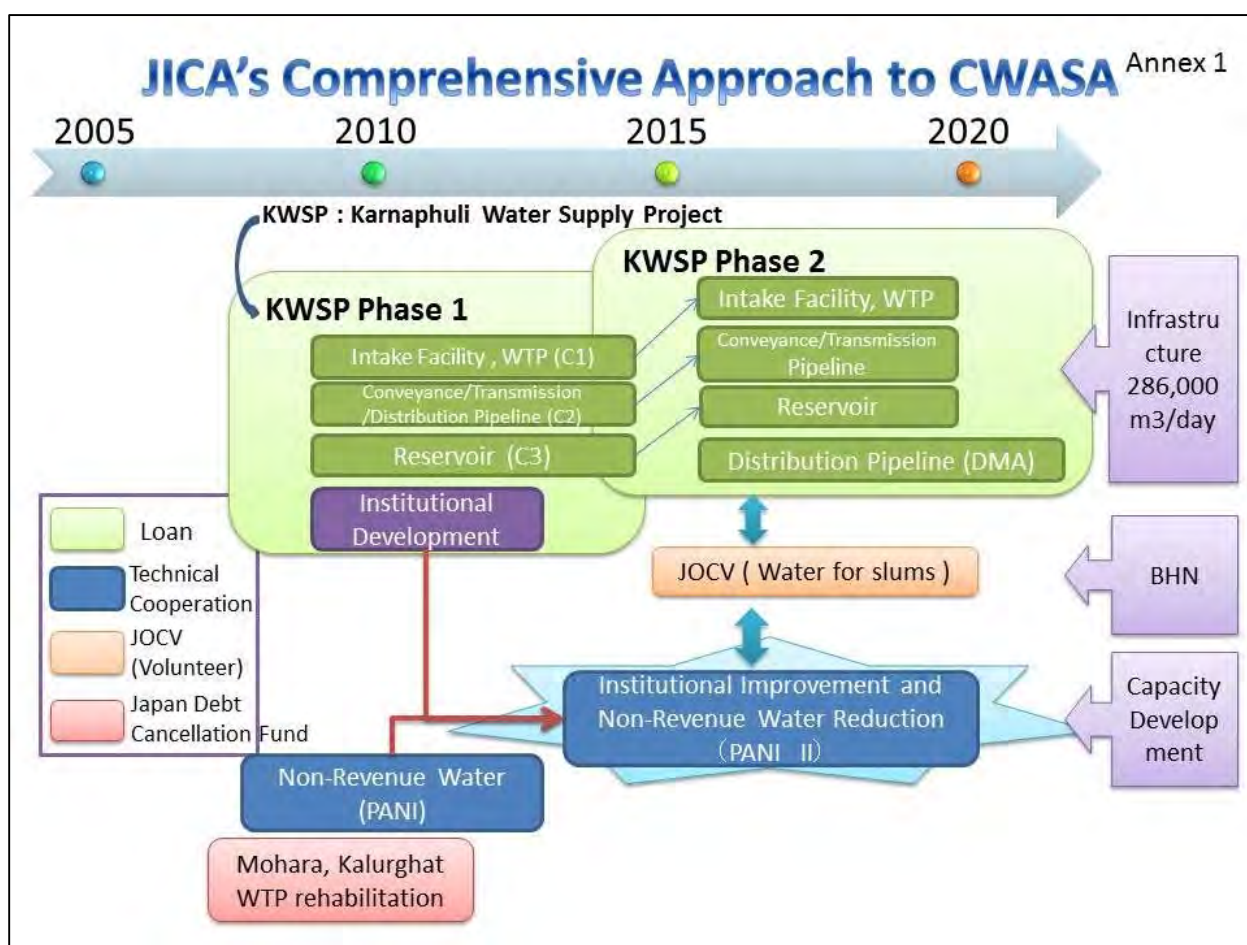 JICA's Comprehensive Approach to CWASA
Annex 1
2005
2010
2015
2020
KWSP : Karnaphuli Water Supply Project
KWSP Phase 1
Intake Facility , WTP (C1)
Conveyance/Transmission
/Distribution Pipeline (C2)
Reservoir (C3)
Institutional
Development
KWSP Phase 2
Intake Facility, WTP
Conveyance/Transmission
Pipeline
Reservoir
Distribution Pipeline (DMA)
Infrastru
cture
286,000
m3/day
Loan
Technical
Cooperation
JOCV
(Volunteer)
Japan Debt
Cancellation Fund
JOCV ( Water for slums )
BHN
Institutional Improvement and
Non-Revenue Water Reduction
(PANI II)
Capacity
Develop
ment
Non-Revenue Water
(PANI)
Mohara, Kalurghat
WTP rehabilitation